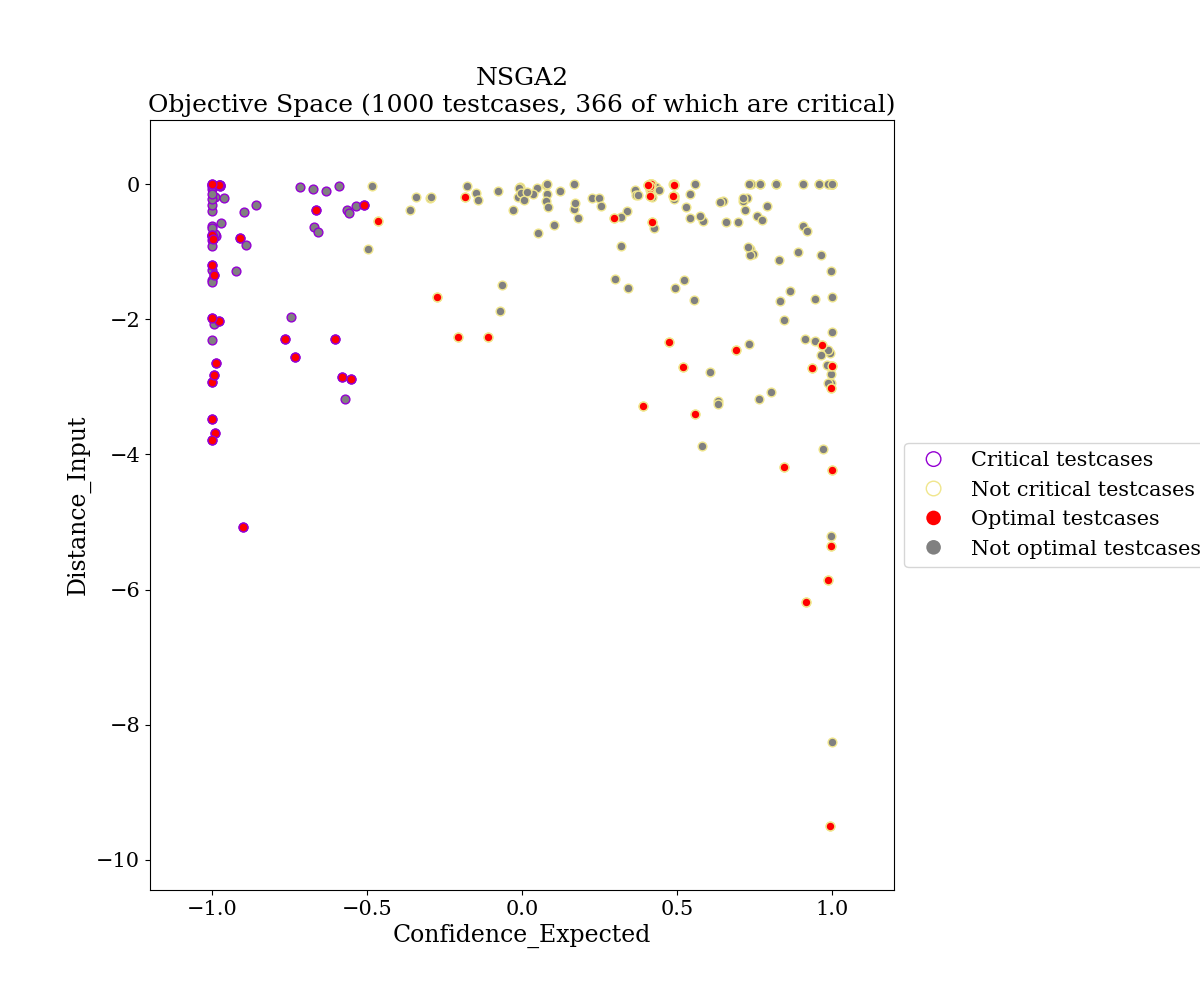 NSGA2
Objective Space (1000 testcases, 366 of which are critical)
0
−2
−4
−6
−8
−10
Distance_Input
−1.0
−0.5
0.0
0.5
1.0
Confidence_Expected
Critical testcases
Not critical testcases
Optimal testcases
Not optimal testcases